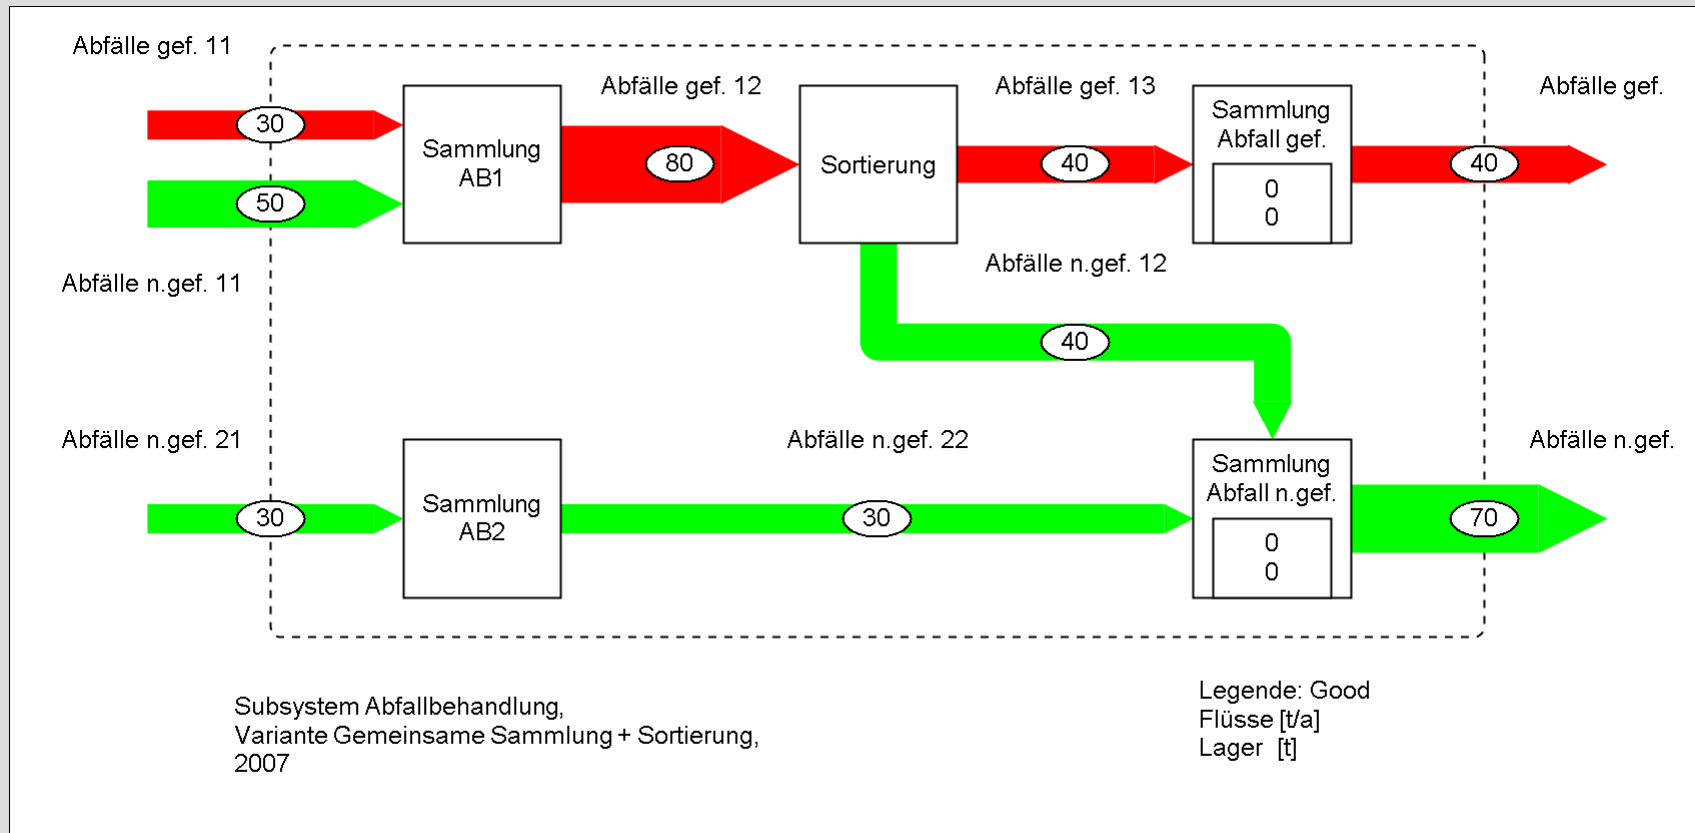 Abfälle gef. 11
Abfälle gef. 12
Abfälle gef. 13
Abfälle gef.
30
50
Sammlung
AB1
80
Sortierung
40
Sammlung
Abfall gef.
0
0
40
Abfälle n.gef. 11
Abfälle n.gef. 12
40
Abfälle n.gef. 21
Abfälle n.gef. 22
Abfälle n.gef.
30
Sammlung
AB2
30
Sammlung
Abfall n.gef.
0
0
70
Subsystem Abfallbehandlung,
Variante Gemeinsame Sammlung + Sortierung,
2007
Legende: Good
Flüsse [t/a]
Lager [t]